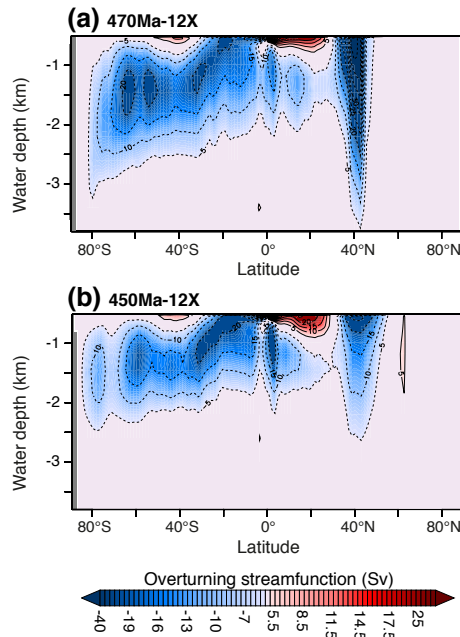 (a) 470Ma-12X
Water depth (km)
-1
-2
-3
80°S 40°S 0° 40°N 80°N
Latitude
(b) 450Ma-12X
Water depth (km)
-1
-2
-3
80°S 40°S 0° 40°N 80°N
Latitude
Overturning streamfunction (Sv)
-40 -19 -16 -13 -10 -7 5.5 8.5 11.5 14.5 17.5 25